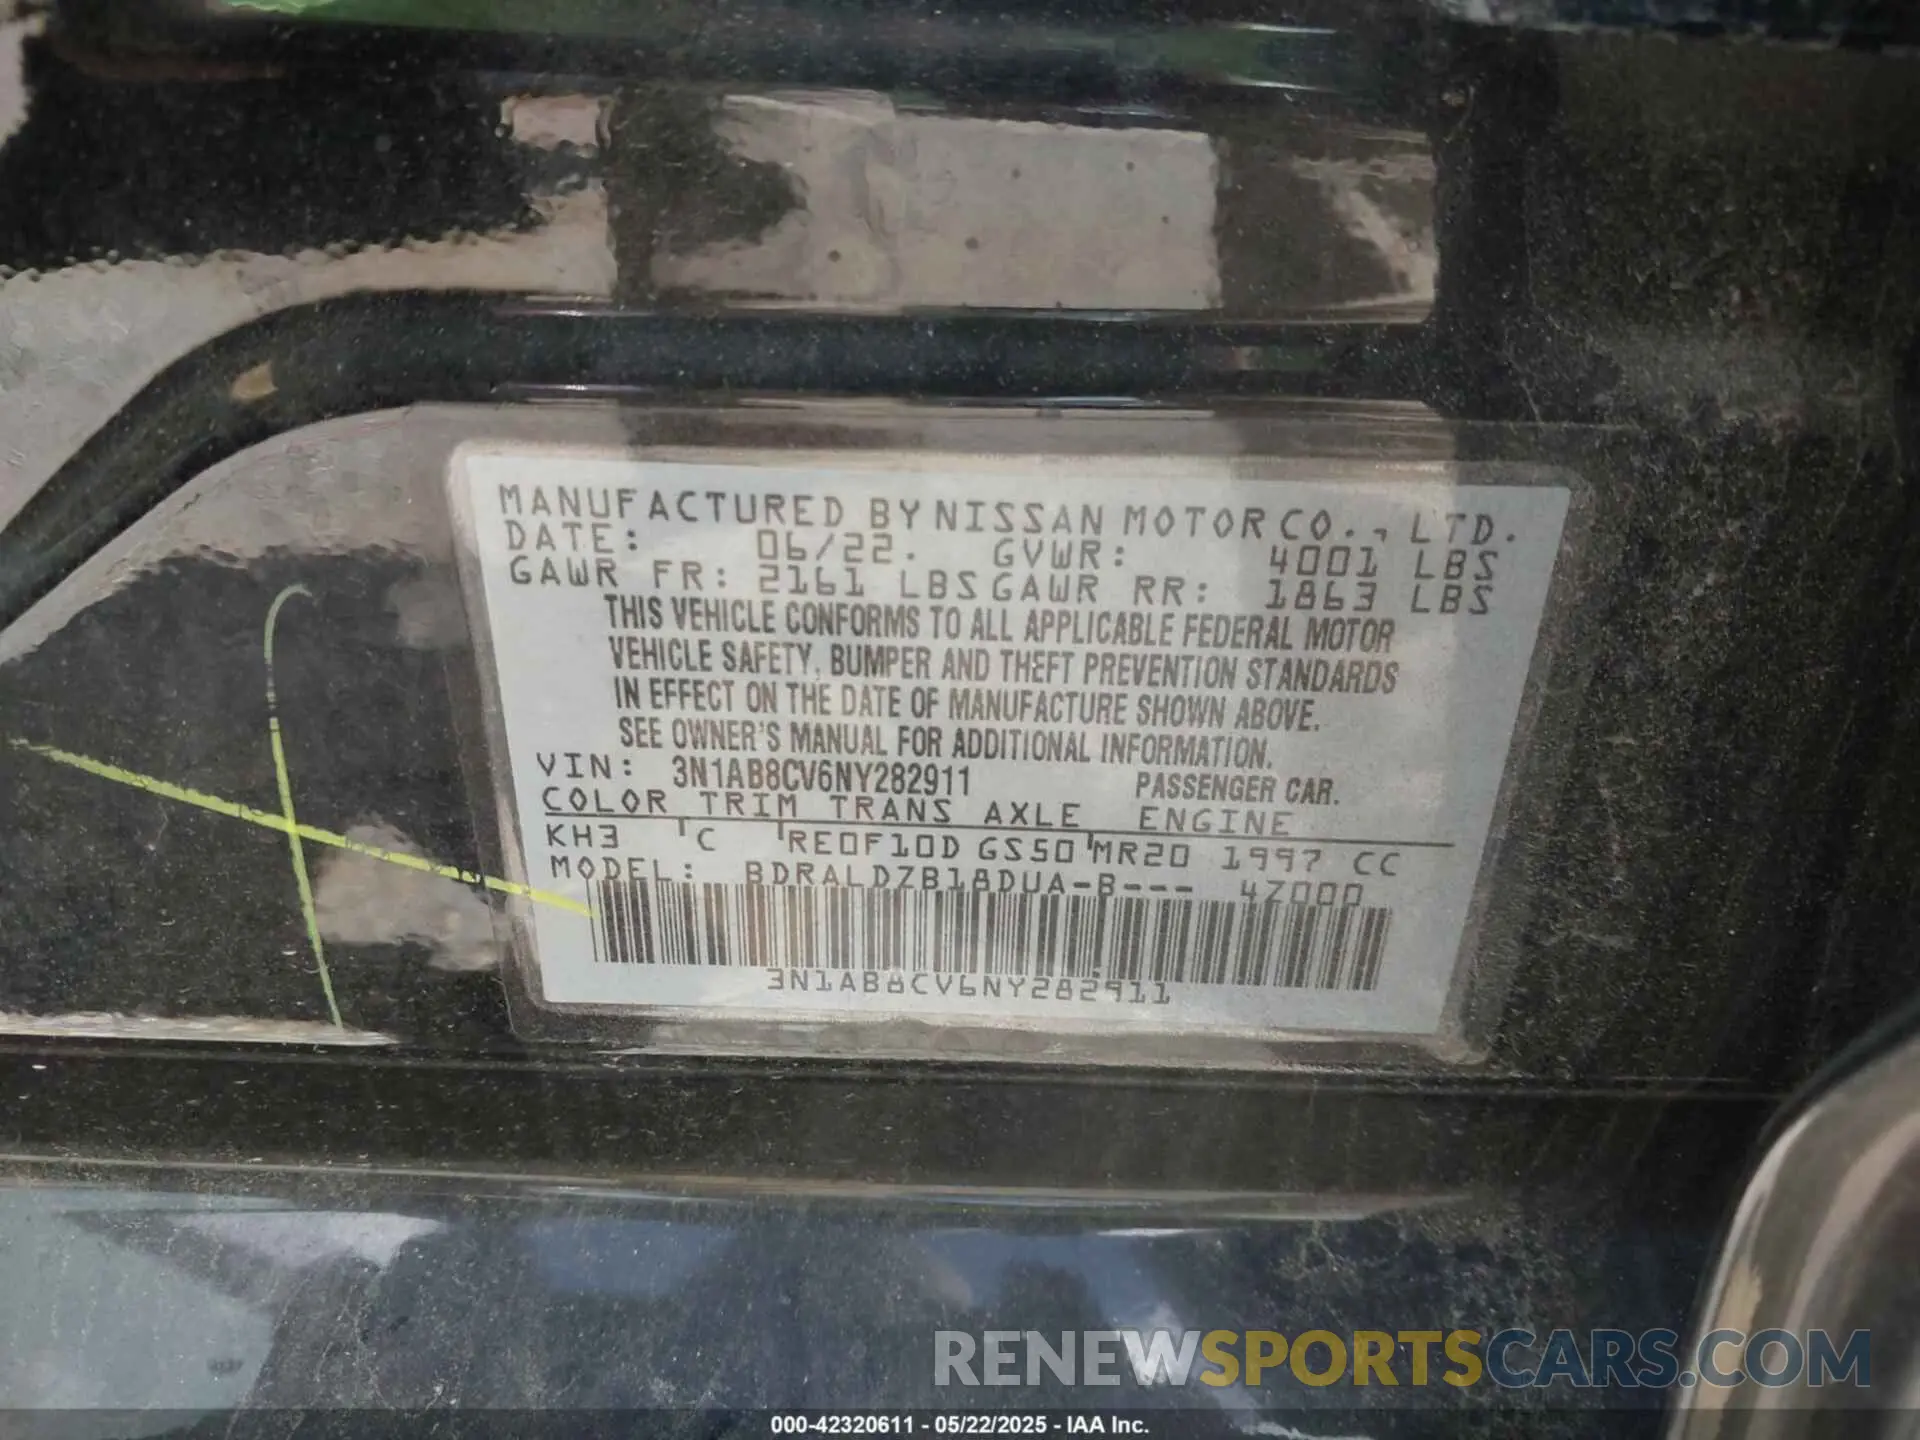 MANUFACTURED BY NISSAN MOTOR CO., LTD.
DATE: 06/22. GVWR: 4001 LBS
GAWR FR: 2161 LBS GAWR RR: 1863 LBS
THIS VEHICLE CONFORMS TO ALL APPLICABLE FEDERAL MOTOR
VEHICLE SAFETY, BUMPER AND THEFT PREVENTION STANDARDS
IN EFFECT ON THE DATE OF MANUFACTURE SHOWN ABOVE.
SEE OWNER'S MANUAL FOR ADDITIONAL INFORMATION.
VIN: 3N1AB8CV6NY282911 PASSENGER CAR.
COLOR TRIM TRANS AXLE ENGINE
KH3 C RE0F10D GS50 MR20 1997 CC
MODEL: BDRALDZB18DUA-B--- 4Z000
3N1AB8CV6NY282911
RENEWSPORTSCARS.COM
000-42320611 - 05/22/2025 - IAA Inc.